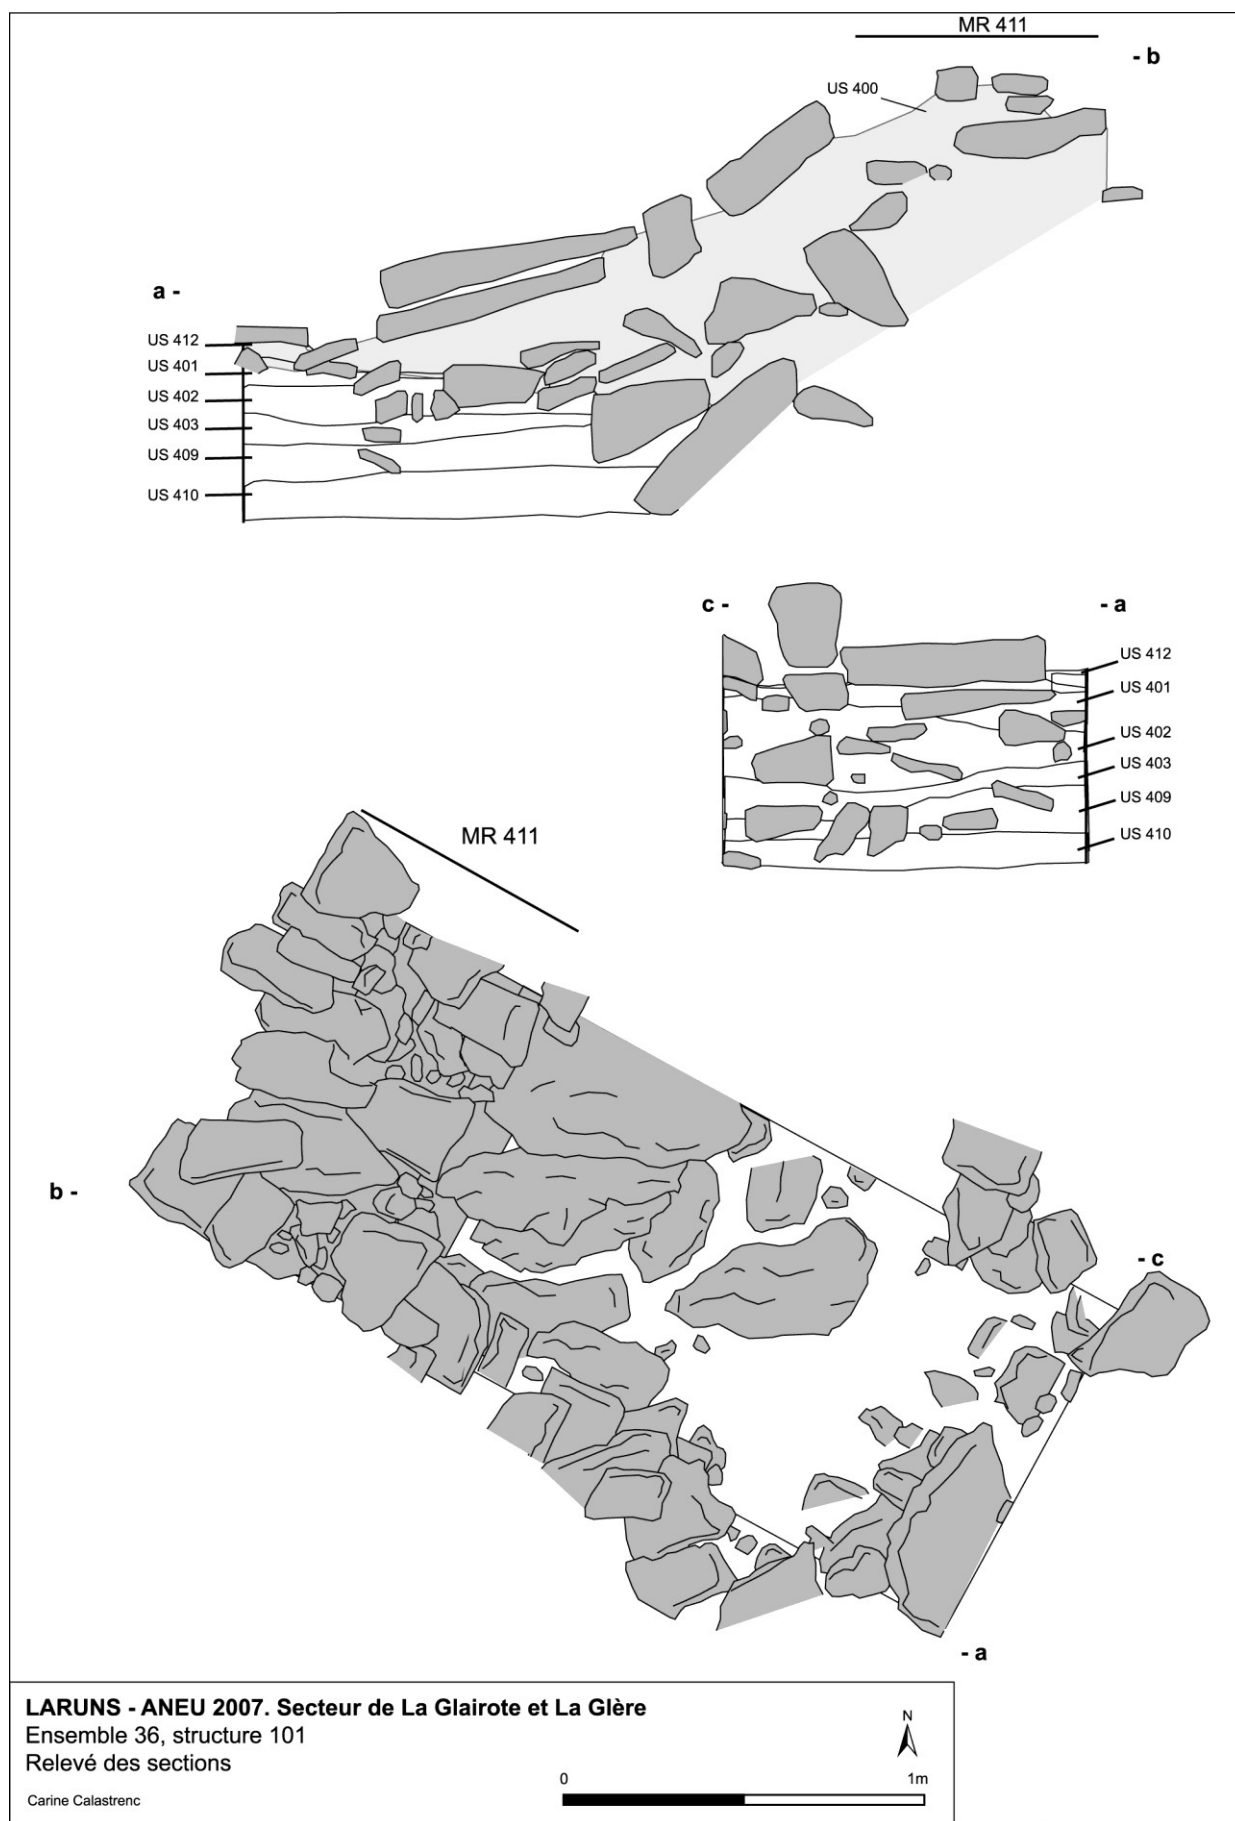 MR 411
- b
US 400
a -
US 412
US 401
US 402
US 403
US 409
US 410
c -
- a
US 412
US 401
US 402
US 403
US 409
US 410
MR 411
b -
- c
- a
LARUNS - ANEU 2007. Secteur de La Glairote et La Glère
Ensemble 36, structure 101
Relevé des sections
Carine Calastrenc
N
0 1m